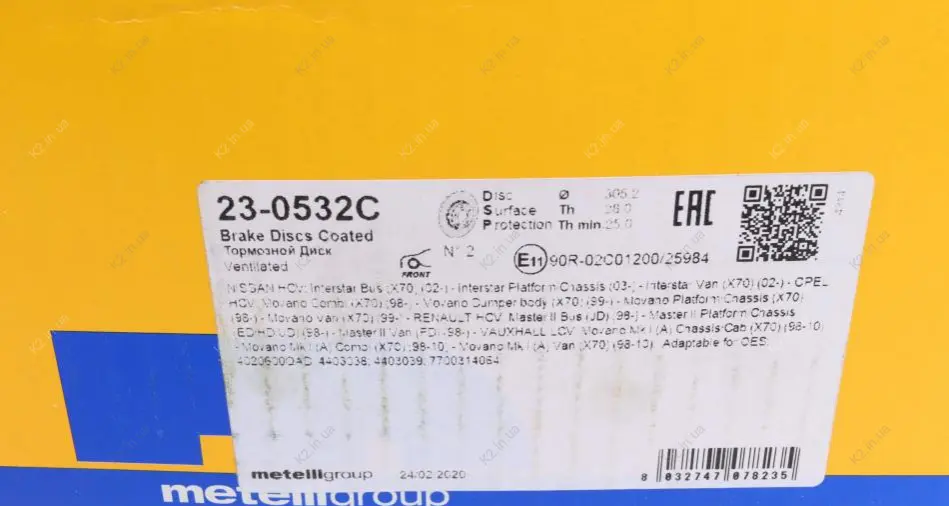 23-0532C
Brake Discs Coated
Тормозной Диск
Ventilated
Disc Ø 305.2
Surface Th 28.0
Protection Th min 25.0
FRONT
N° 2
E11 90R-02C01200/25984
EAC
NISSAN HCV: Interstar Bus (X70) (02-) - Interstar Platform Chassis (03-) - Interstar Van (X70) (02-) - OPEL
HCV: Movano Combi (X70) (98-) - Movano Dumper body (X70) (99-) - Movano Platform Chassis (X70)
(98-) - Movano Van (X70) (99-) - RENAULT HCV: Master II Bus (JD) (98-) - Master II Platform Chassis
(ED/HD/UD) (98-) - Master II Van (FD) (98-) - VAUXHALL LCV: Movano Mk I (A) Chassis/Cab (X70) (98-10)
- Movano Mk I (A) Combi (X70) (98-10) - Movano Mk I (A) Van (X70) (98-10). Adaptable for OES:
4403038; 4403039; 7700314064
metelligroup
24/02/2020
8 032747 078235
metelligroup
K2.in.ua